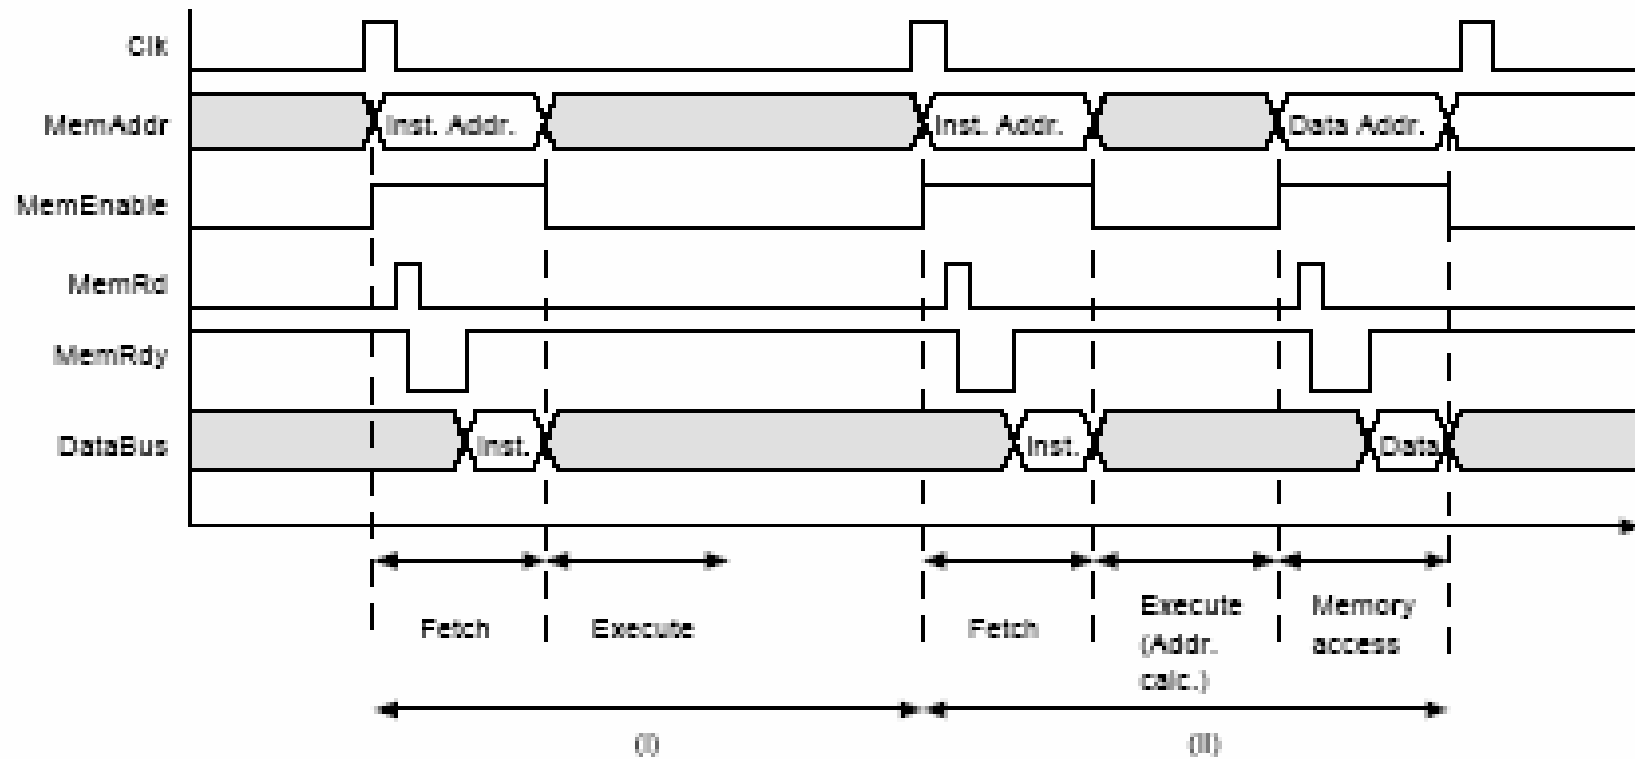 Clk
MemAddr
Inst. Addr.
Inst. Addr.
Data Addr.
MemEnable
MemRd
MemRdy
DataBus
Inst.
Inst.
Data
Fetch
Execute
Fetch
Execute
(Addr.
calc.)
Memory
access
(I)
(II)